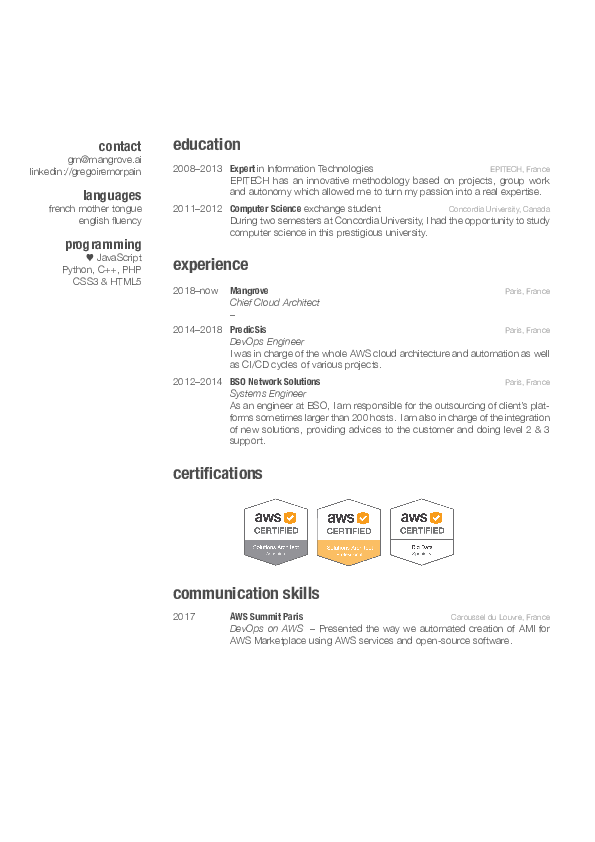 contact
gm@mangrove.ai
linkedin://gregoiremorpain
languages
french mother tongue
english fluency
programming
♥ JavaScript
Python, C++, PHP
CSS3 & HTML5
education
2008–2013 Expert in Information Technologies EPITECH, France
EPITECH has an innovative methodology based on projects, group work
and autonomy which allowed me to turn my passion into a real expertise.
2011–2012 Computer Science exchange student Concordia University, Canada
During two semesters at Concordia University, I had the opportunity to study
computer science in this prestigious university.
experience
2018–now Mangrove Paris, France
Chief Cloud Architect
–
2014–2018 PredicSis Paris, France
DevOps Engineer
I was in charge of the whole AWS cloud architecture and automation as well
as CI/CD cycles of various projects.
2012–2014 BSO Network Solutions Paris, France
Systems Engineer
As an engineer at BSO, I am responsible for the outsourcing of client's plat-
forms sometimes larger than 200 hosts. I am also in charge of the integration
of new solutions, providing advices to the customer and doing level 2 & 3
support.
certifications
aws CERTIFIED Solutions Architect
aws CERTIFIED Solutions Architect
aws CERTIFIED Big Data
communication skills
2017 AWS Summit Paris Caroussel du Louvre, France
DevOps on AWS – Presented the way we automated creation of AMI for
AWS Marketplace using AWS services and open-source software.